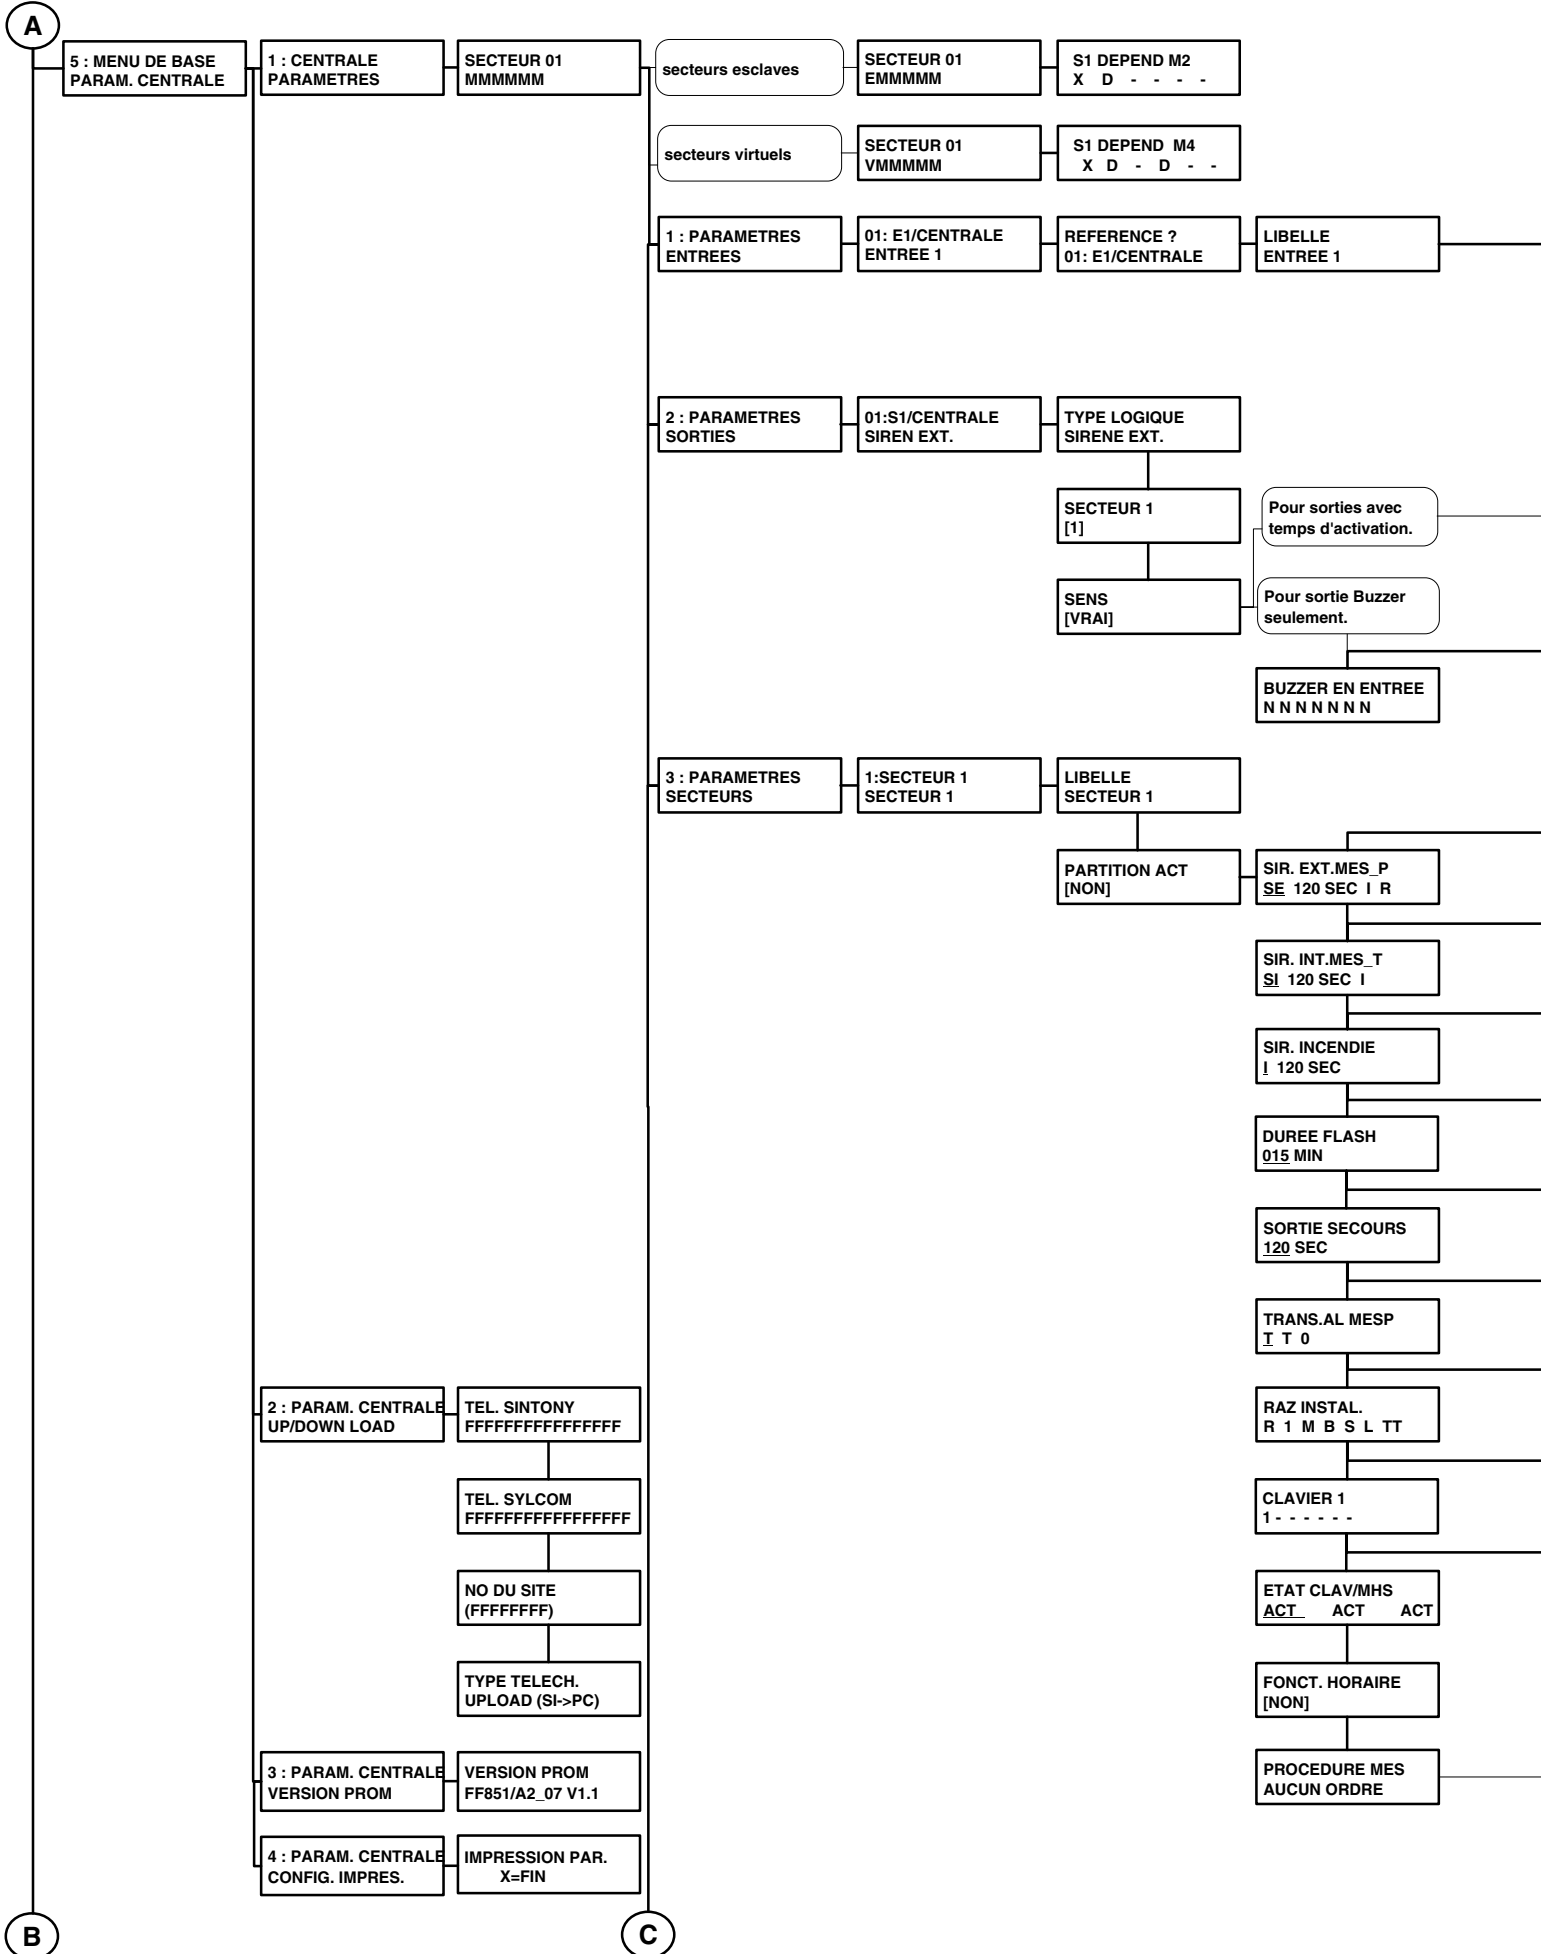 A
5 : MENU DE BASE
PARAM. CENTRALE
1 : CENTRALE
PARAMETRES
SECTEUR 01
MMMMMM
secteurs esclaves
SECTEUR 01
EMMMMM
S1 DEPEND M2
X D - - - -
secteurs virtuels
SECTEUR 01
VMMMMM
S1 DEPEND M4
X D - D - -
1 : PARAMETRES
ENTREES
01: E1/CENTRALE
ENTREE 1
REFERENCE ?
01: E1/CENTRALE
LIBELLE
ENTREE 1
2 : PARAMETRES
SORTIES
01:S1/CENTRALE
SIREN EXT.
TYPE LOGIQUE
SIRENE EXT.
SECTEUR 1
[1]
Pour sorties avec
temps d'activation.
SENS
[VRAI]
Pour sortie Buzzer
seulement.
BUZZER EN ENTREE
N N N N N N N
3 : PARAMETRES
SECTEURS
1:SECTEUR 1
SECTEUR 1
LIBELLE
SECTEUR 1
PARTITION ACT
[NON]
SIR. EXT.MES_P
SE 120 SEC I R
SIR. INT.MES_T
SI 120 SEC I
SIR. INCENDIE
I 120 SEC
DUREE FLASH
015 MIN
SORTIE SECOURS
120 SEC
TRANS.AL MESP
T T 0
2 : PARAM. CENTRALE
UP/DOWN LOAD
TEL. SINTONY
FFFFFFFFFFFFFFFF
RAZ INSTAL.
R 1 M B S L TT
TEL. SYLCOM
FFFFFFFFFFFFFFFFF
CLAVIER 1
1 - - - - - -
NO DU SITE
(FFFFFFFF)
ETAT CLAV/MHS
ACT ACT ACT
TYPE TELECH.
UPLOAD (SI->PC)
FONCT. HORAIRE
[NON]
3 : PARAM. CENTRALE
VERSION PROM
VERSION PROM
FF851/A2_07 V1.1
PROCEDURE MES
AUCUN ORDRE
4 : PARAM. CENTRALE
CONFIG. IMPRES.
IMPRESSION PAR.
X=FIN
B
C